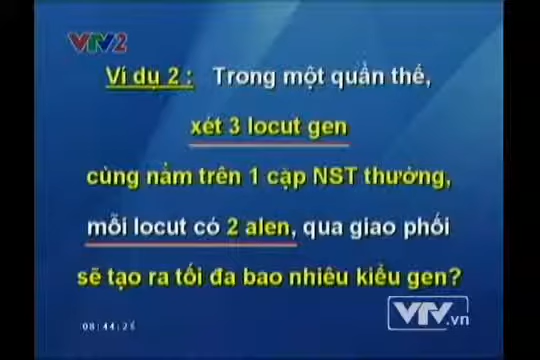 VTV2
Ví dụ 2 : Trong một quần thể,
xét 3 locut gen
cùng nằm trên 1 cặp NST thường,
mỗi locut có 2 alen, qua giao phối
sẽ tạo ra tối đa bao nhiêu kiểu gen?
VTV.vn
08:44:26